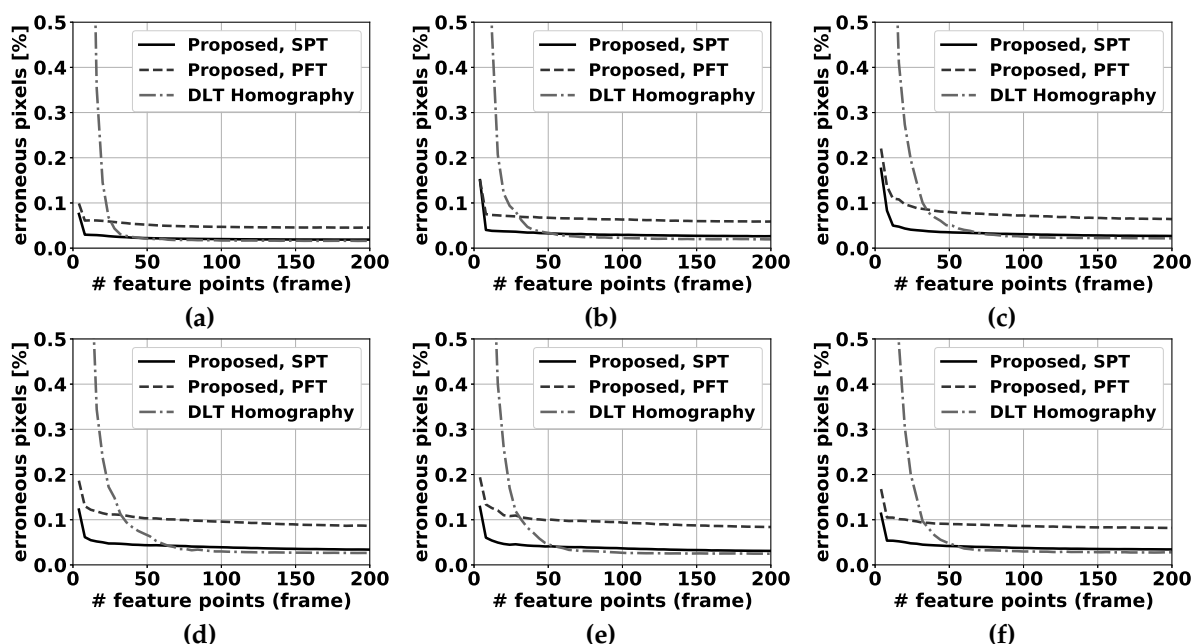 erroneous pixels [%]
0.5
0.4
0.3
0.2
0.1
0.0
Proposed, SPT
Proposed, PFT
DLT Homography
0 50 100 150 200
# feature points (frame)
(a)
erroneous pixels [%]
0.5
0.4
0.3
0.2
0.1
0.0
Proposed, SPT
Proposed, PFT
DLT Homography
0 50 100 150 200
# feature points (frame)
(b)
erroneous pixels [%]
0.5
0.4
0.3
0.2
0.1
0.0
Proposed, SPT
Proposed, PFT
DLT Homography
0 50 100 150 200
# feature points (frame)
(c)
erroneous pixels [%]
0.5
0.4
0.3
0.2
0.1
0.0
Proposed, SPT
Proposed, PFT
DLT Homography
0 50 100 150 200
# feature points (frame)
(d)
erroneous pixels [%]
0.5
0.4
0.3
0.2
0.1
0.0
Proposed, SPT
Proposed, PFT
DLT Homography
0 50 100 150 200
# feature points (frame)
(e)
erroneous pixels [%]
0.5
0.4
0.3
0.2
0.1
0.0
Proposed, SPT
Proposed, PFT
DLT Homography
0 50 100 150 200
# feature points (frame)
(f)